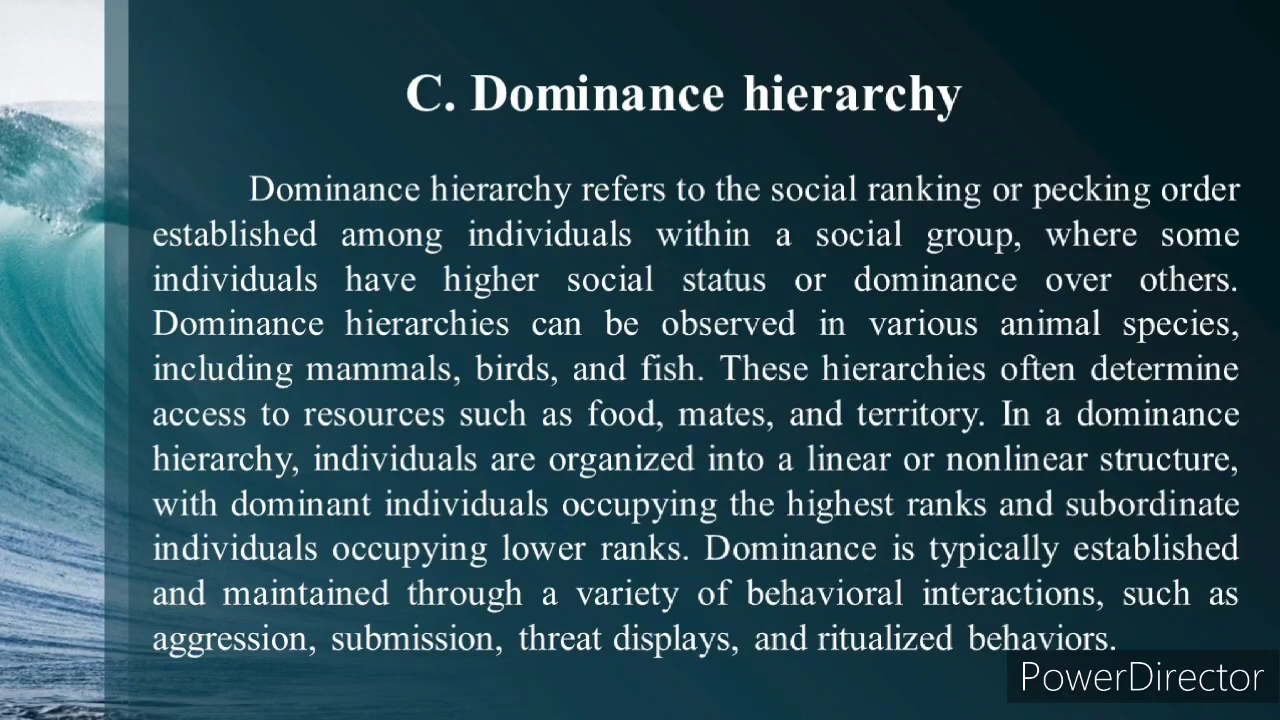 C. Dominance hierarchy
Dominance hierarchy refers to the social ranking or pecking order
established among individuals within a social group, where some
individuals have higher social status or dominance over others.
Dominance hierarchies can be observed in various animal species,
including mammals, birds, and fish. These hierarchies often determine
access to resources such as food, mates, and territory. In a dominance
hierarchy, individuals are organized into a linear or nonlinear structure,
with dominant individuals occupying the highest ranks and subordinate
individuals occupying lower ranks. Dominance is typically established
and maintained through a variety of behavioral interactions, such as
aggression, submission, threat displays, and ritualized behaviors.
PowerDirector